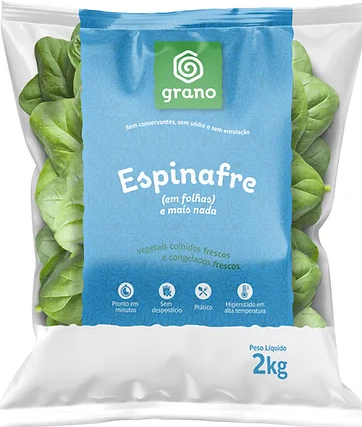 grano
Sem conservantes, sem sódio e sem enrolação
Espinafre
(em folhas)
e mais nada
vegetais colhidos frescos
e congelados frescos
Pronto em
minutos
Sem
desperdício
Prático
Higienizado em
alta temperatura
Peso Líquido
2kg